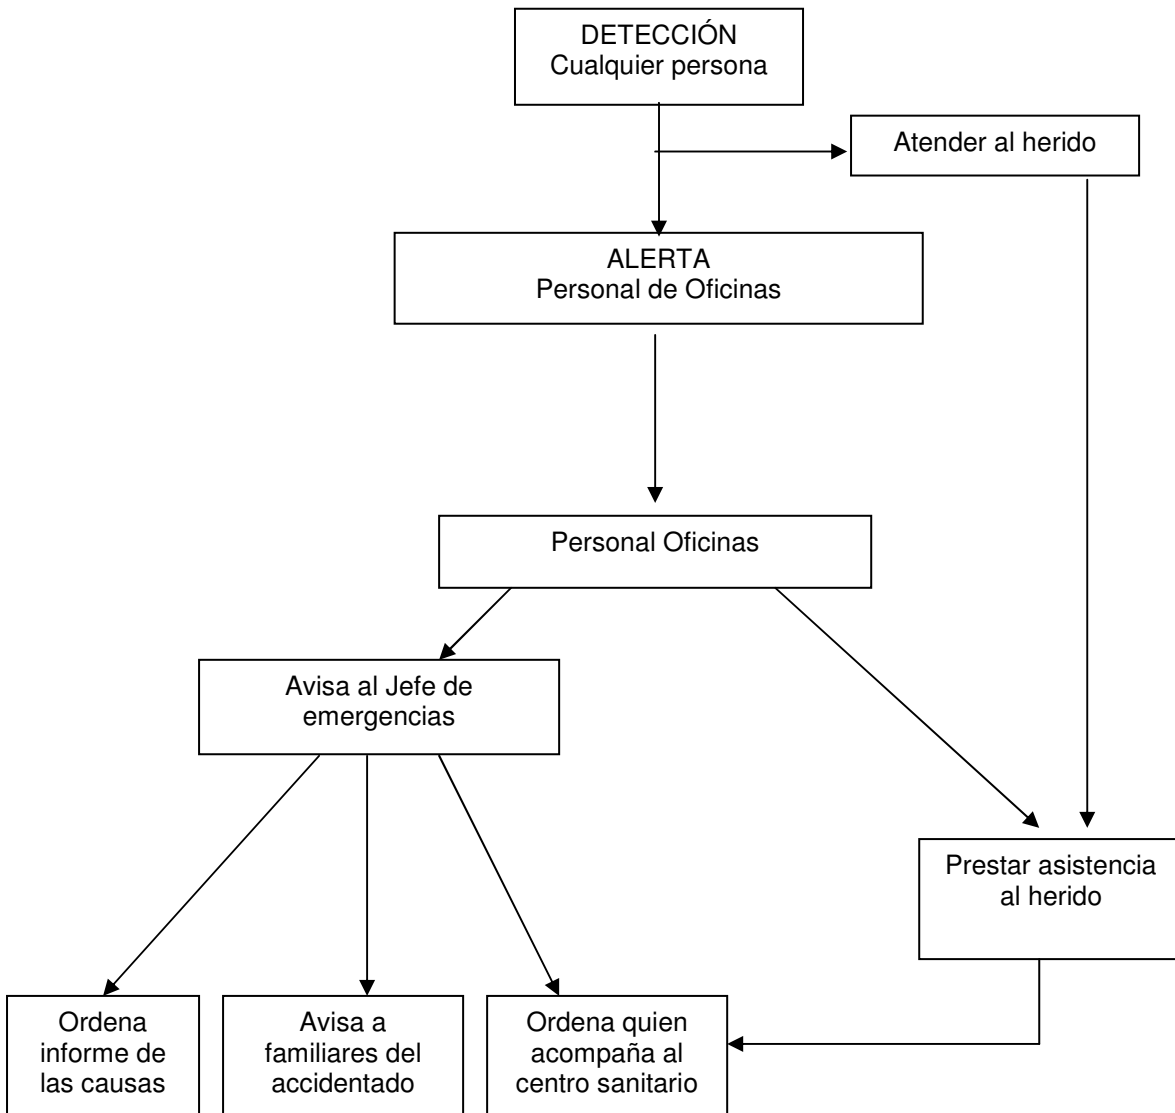 DETECCIÓN
Cualquier persona
Atender al herido
ALERTA
Personal de Oficinas
Personal Oficinas
Avisa al Jefe de
emergencias
Prestar asistencia
al herido
Ordena
informe de
las causas
Avisa a
familiares del
accidentado
Ordena quien
acompaña al
centro sanitario